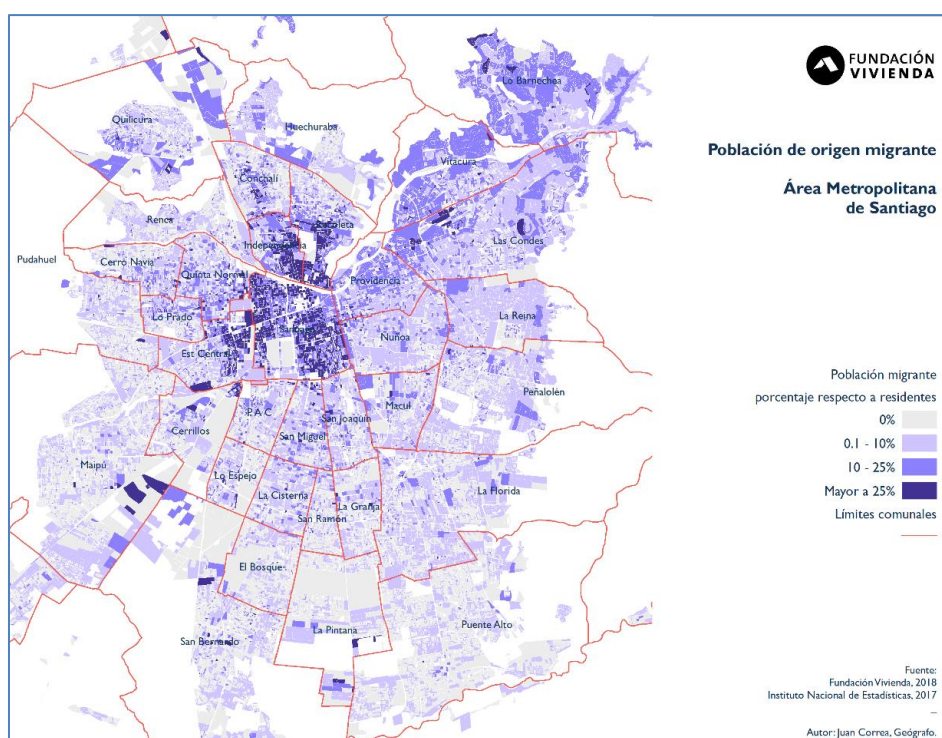 FUNDACIÓN
VIVIENDA
Población de origen migrante
Área Metropolitana
de Santiago
Lo Barnechea
Quilicura
Huechuraba
Vitacura
Conchalí
Renca
Recoleta
Independencia
Las Condes
Pudahuel
Cerro Navia
Quinta Normal
Providencia
Lo Prado
La Reina
Ñuñoa
Est Central
Peñalolén
P.A.C
Macul
San Joaquín
Cerrillos
San Miguel
Maipú
Lo Espejo
La Cisterna
La Florida
La Granja
San Ramón
El Bosque
La Pintana
Puente Alto
San Bernardo
Población migrante
porcentaje respecto a residentes
0%
0.1 - 10%
10 - 25%
Mayor a 25%
Límites comunales
Fuente:
Fundación Vivienda, 2018
Instituto Nacional de Estadísticas, 2017
–
Autor: Juan Correa, Geógrafo.